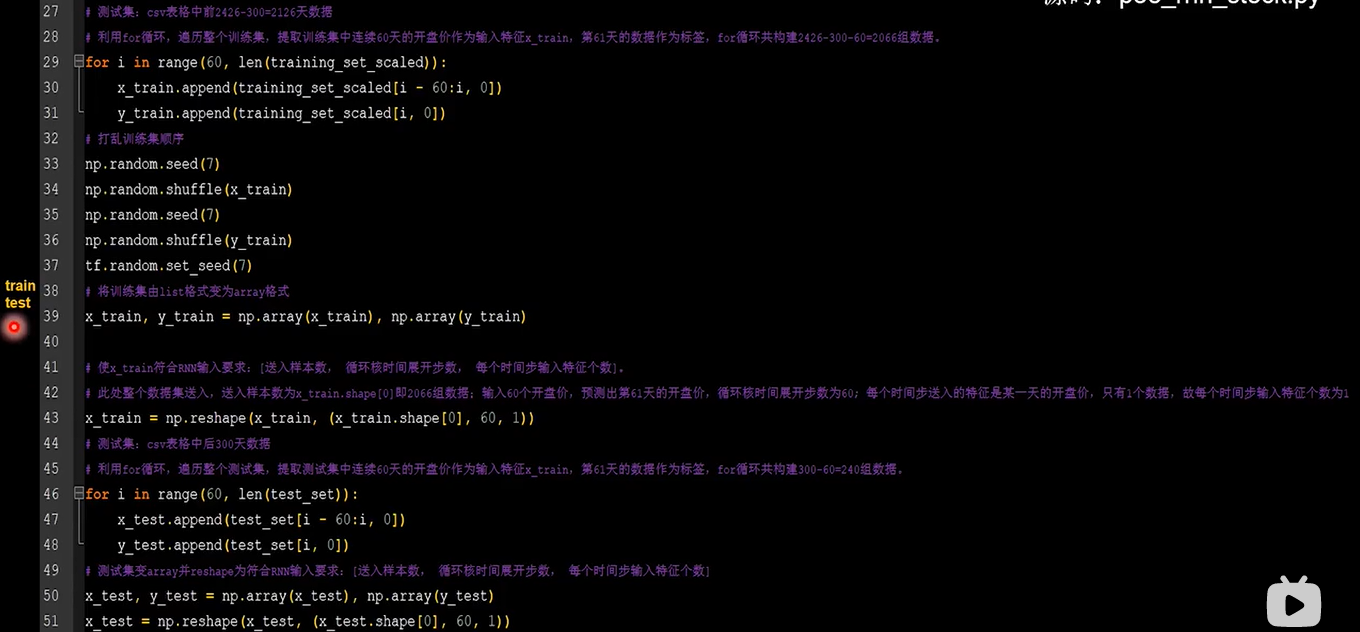 源码：p38_rnn_stock.py
27 # 测试集：csv表格中前2426-300=2126天数据
28 # 利用for循环，遍历整个训练集，提取训练集中连续60天的开盘价作为输入特征x_train，第61天的数据作为标签，for循环共构建2426-300-60=2066组数据。
29 for i in range(60, len(training_set_scaled)):
30 x_train.append(training_set_scaled[i - 60:i, 0])
31 y_train.append(training_set_scaled[i, 0])
32 # 打乱训练集顺序
33 np.random.seed(7)
34 np.random.shuffle(x_train)
35 np.random.seed(7)
36 np.random.shuffle(y_train)
37 tf.random.set_seed(7)
train
38 # 将训练集由list格式变为array格式
test
39 x_train, y_train = np.array(x_train), np.array(y_train)
40
41 # 使x_train符合RNN输入要求：[送入样本数， 循环核时间展开步数， 每个时间步输入特征个数]。
42 # 此处整个数据集送入，送入样本数为x_train.shape[0]即2066组数据；输入60个开盘价，预测出第61天的开盘价，循环核时间展开步数为60; 每个时间步送入的特征是某一天的开盘价，只有1个数据，故每个时间步输入特征个数为1
43 x_train = np.reshape(x_train, (x_train.shape[0], 60, 1))
44 # 测试集：csv表格中后300天数据
45 # 利用for循环，遍历整个测试集，提取测试集中连续60天的开盘价作为输入特征x_train，第61天的数据作为标签，for循环共构建300-60=240组数据。
46 for i in range(60, len(test_set)):
47 x_test.append(test_set[i - 60:i, 0])
48 y_test.append(test_set[i, 0])
49 # 测试集变array并reshape为符合RNN输入要求：[送入样本数， 循环核时间展开步数， 每个时间步输入特征个数]
50 x_test, y_test = np.array(x_test), np.array(y_test)
51 x_test = np.reshape(x_test, (x_test.shape[0], 60, 1))